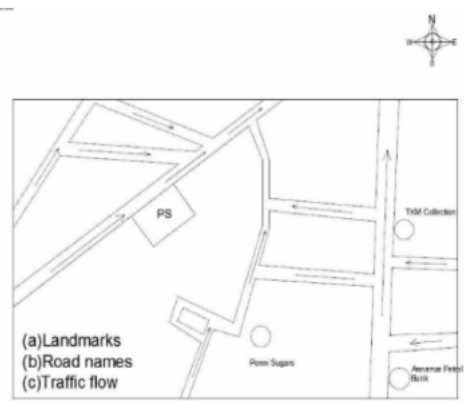 N
W E
S
PS
TKM Collection
(a)Landmarks
(b)Road names
(c)Traffic flow
Ponni Sugars
Annamar Petrol
Bunk